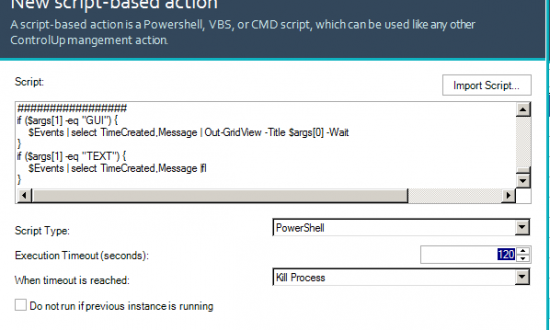 New script-based action
A script-based action is a Powershell, VBS, or CMD script, which can be used like any other
ControlUp mangement action.
Script:
Import Script...
#################
if ($args[1] -eq "GUI") {
$Events | select TimeCreated,Message | Out-GridView -Title $args[0] -Wait
}
if ($args[1] -eq "TEXT") {
$Events | select TimeCreated,Message |fl
}
Script Type:
PowerShell
Execution Timeout (seconds):
120
When timeout is reached:
Kill Process
Do not run if previous instance is running